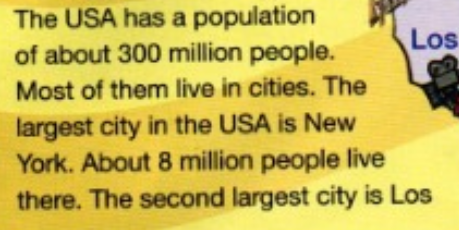 The USA has a population
of about 300 million people.
Most of them live in cities. The
largest city in the USA is New
York. About 8 million people live
there. The second largest city is Los
Los